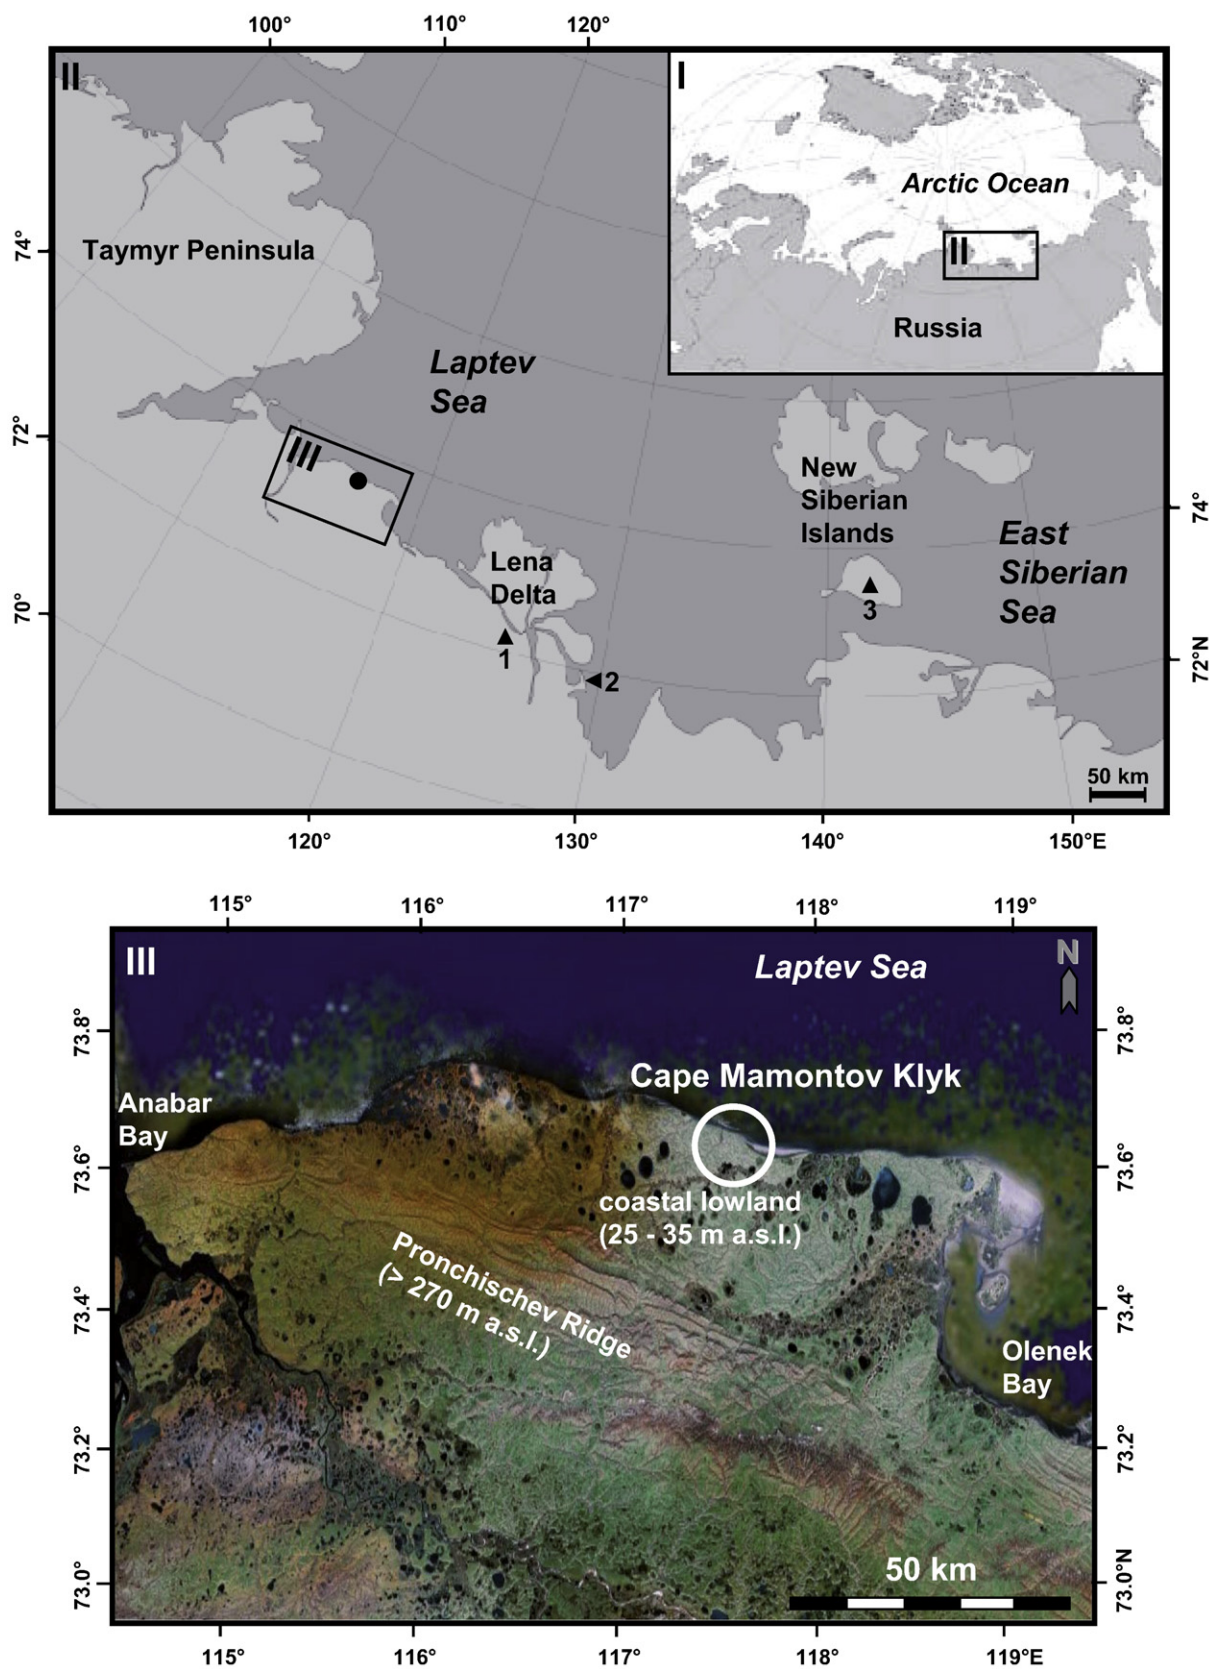 100°
110°
120°
II
I
Arctic Ocean
II
Russia
74°
72°
70°
Taymyr Peninsula
Laptev
Sea
III
New
Siberian
Islands
East
Siberian
Sea
Lena
Delta
1
2
3
74°
72°N
50 km
120°
130°
140°
150°E
115°
116°
117°
118°
119°
III
Laptev Sea
N
73.8°
73.6°
73.4°
73.2°
73.0°
Cape Mamontov Klyk
Anabar
Bay
coastal lowland
(25 - 35 m a.s.l.)
Pronchischev Ridge
(> 270 m a.s.l.)
Olenek
Bay
50 km
73.8°
73.6°
73.4°
73.2°
73.0°N
115°
116°
117°
118°
119°E